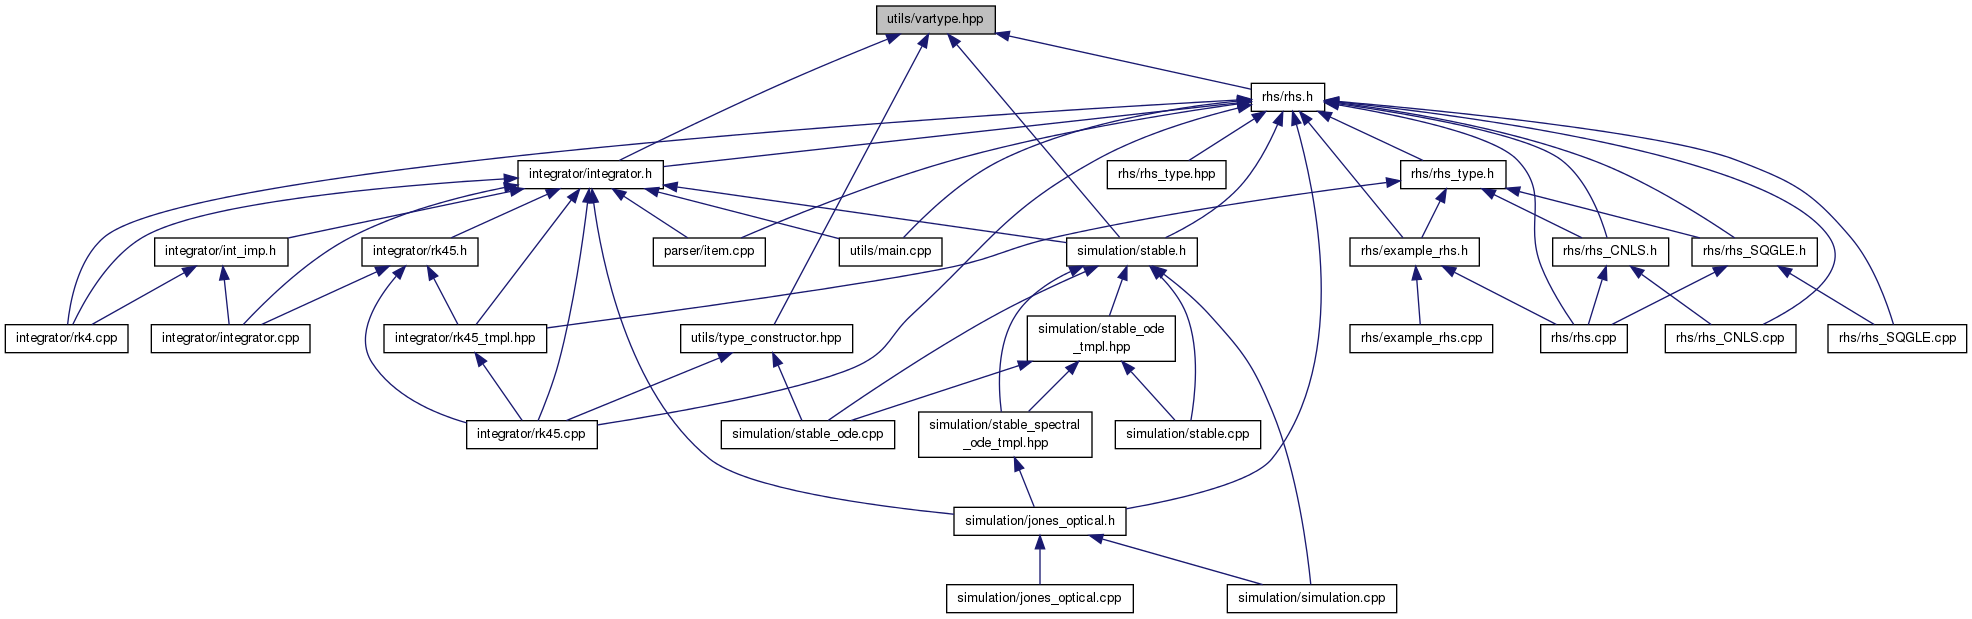 utils/vartype.hpp
rhs/rhs.h
integrator/integrator.h
rhs/rhs_type.hpp
rhs/rhs_type.h
integrator/int_imp.h
integrator/rk45.h
parser/item.cpp
utils/main.cpp
simulation/stable.h
rhs/example_rhs.h
rhs/rhs_CNLS.h
rhs/rhs_SQGLE.h
integrator/rk4.cpp
integrator/integrator.cpp
integrator/rk45_tmpl.hpp
utils/type_constructor.hpp
simulation/stable_ode
_tmpl.hpp
rhs/example_rhs.cpp
rhs/rhs.cpp
rhs/rhs_CNLS.cpp
rhs/rhs_SQGLE.cpp
integrator/rk45.cpp
simulation/stable_ode.cpp
simulation/stable_spectral
_ode_tmpl.hpp
simulation/stable.cpp
simulation/jones_optical.h
simulation/jones_optical.cpp
simulation/simulation.cpp